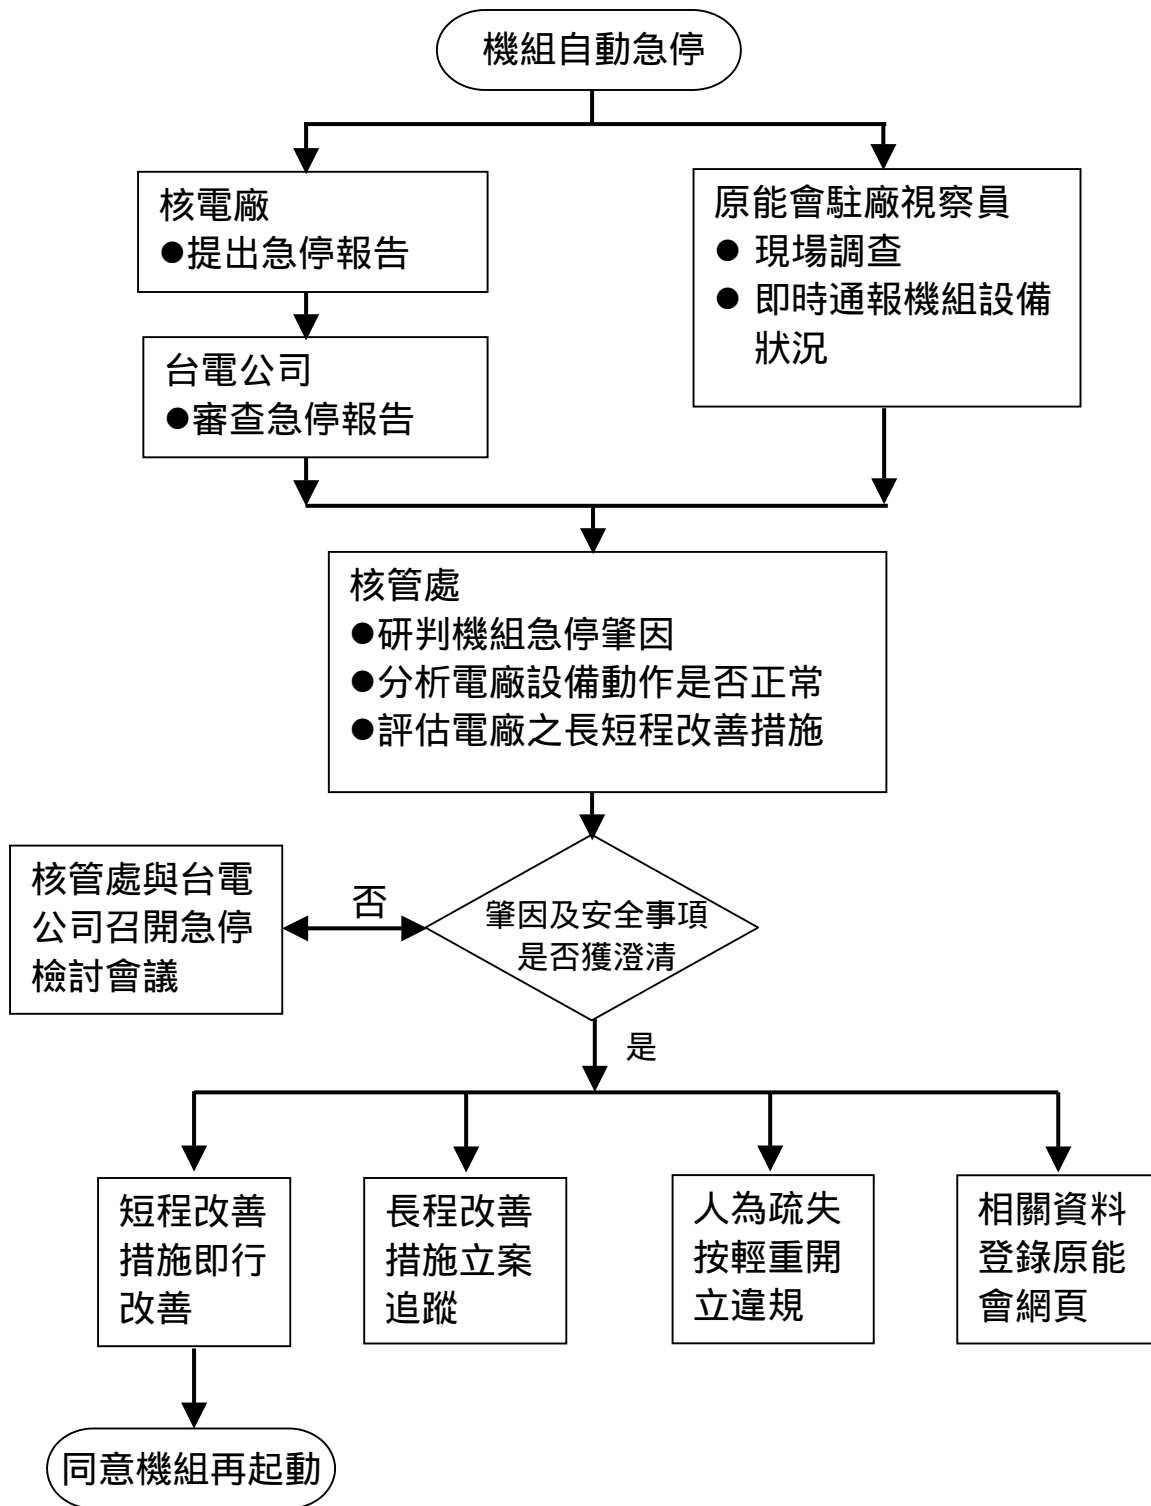 機組自動急停
核電廠
●提出急停報告
原能會駐廠視察員
● 現場調查
● 即時通報機組設備
狀況
台電公司
●審查急停報告
核管處
●研判機組急停肇因
●分析電廠設備動作是否正常
●評估電廠之長短程改善措施
肇因及安全事項
是否獲澄清
否
核管處與台電
公司召開急停
檢討會議
是
短程改善
措施即行
改善
長程改善
措施立案
追蹤
人為疏失
按輕重開
立違規
相關資料
登錄原能
會網頁
同意機組再起動